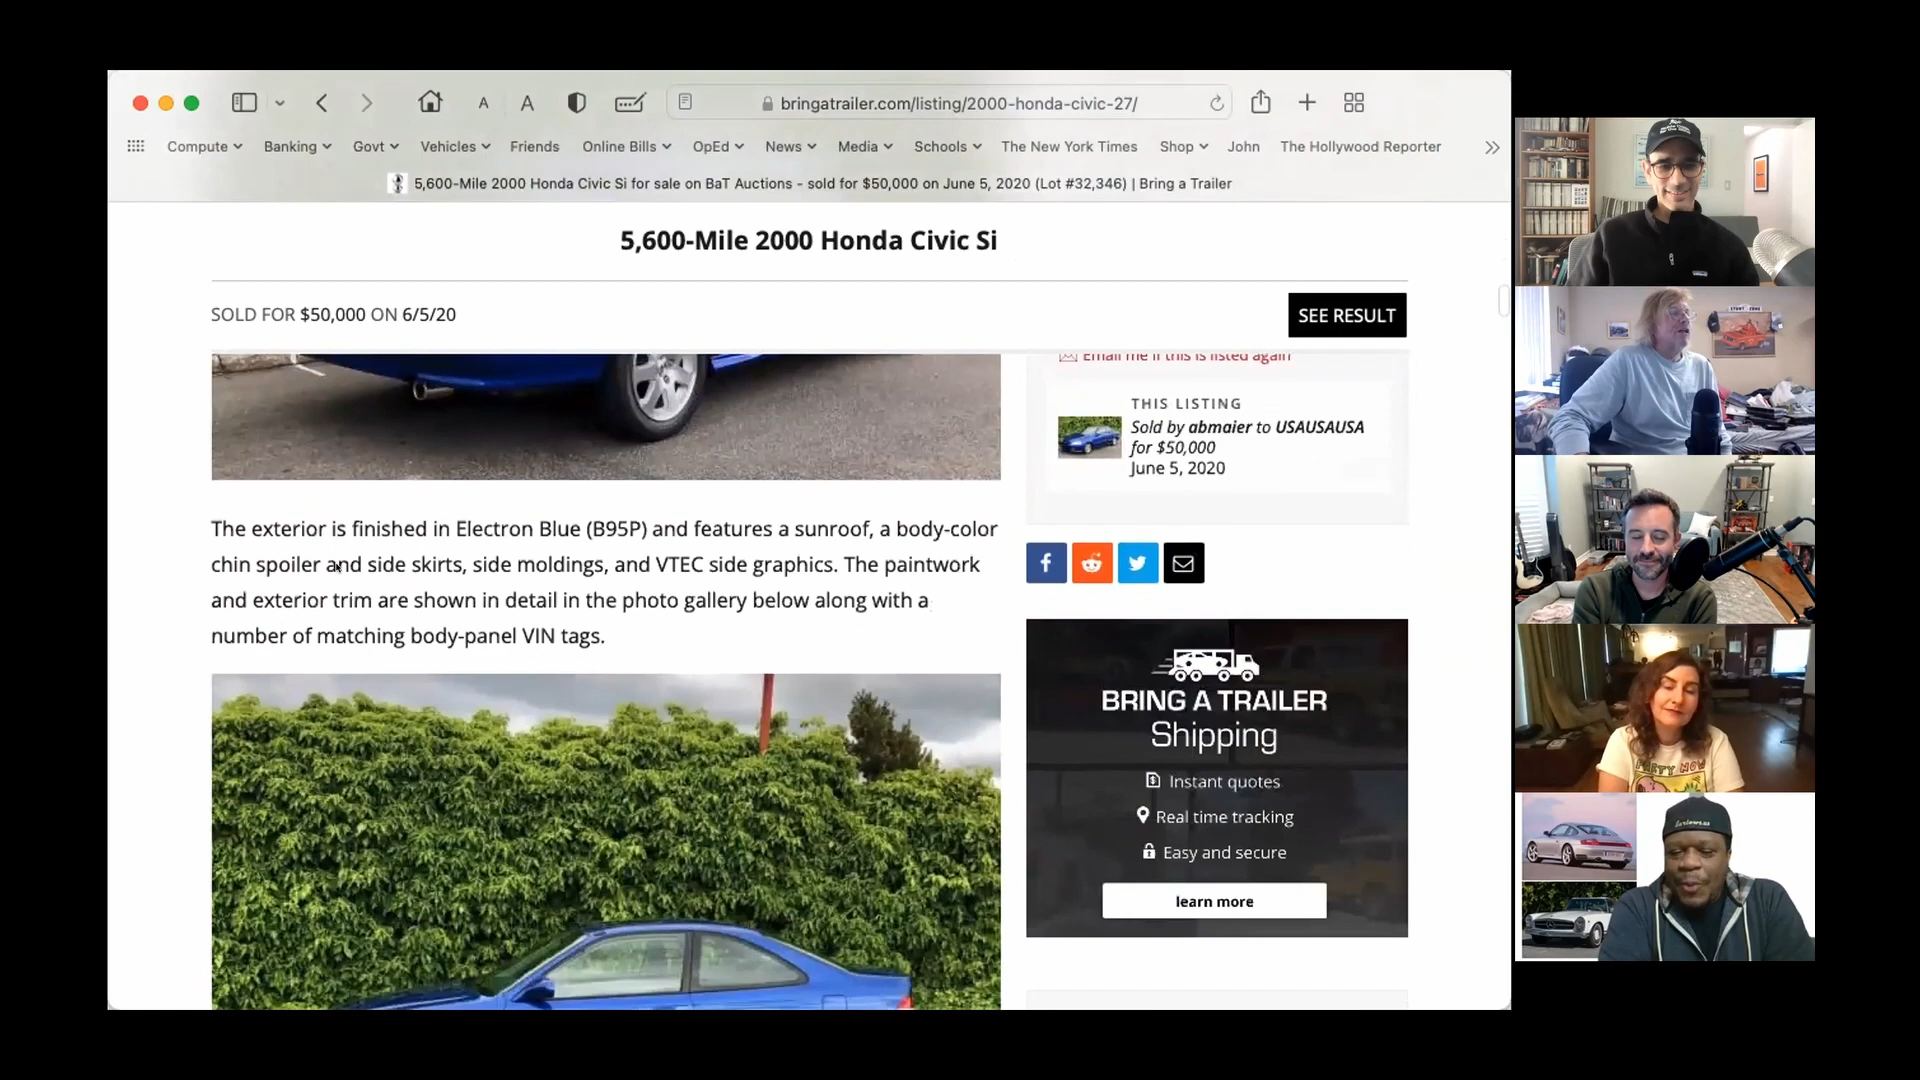 bringatrailer.com/listing/2000-honda-civic-27/
Compute Banking Govt Vehicles Friends Online Bills OpEd News Media Schools The New York Times Shop John The Hollywood Reporter
5,600-Mile 2000 Honda Civic Si for sale on BaT Auctions - sold for $50,000 on June 5, 2020 (Lot #32,346) | Bring a Trailer
5,600-Mile 2000 Honda Civic Si
SOLD FOR $50,000 ON 6/5/20
SEE RESULT
Email me if this is listed again
THIS LISTING
Sold by abmaier to USAUSAUSA
for $50,000
June 5, 2020
The exterior is finished in Electron Blue (B95P) and features a sunroof, a body-color
chin spoiler and side skirts, side moldings, and VTEC side graphics. The paintwork
and exterior trim are shown in detail in the photo gallery below along with a
number of matching body-panel VIN tags.
BRING A TRAILER
Shipping
Instant quotes
Real time tracking
Easy and secure
learn more